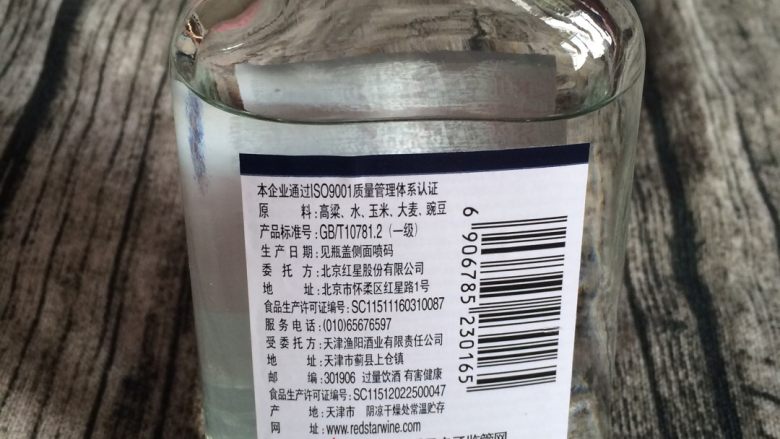 本企业通过ISO9001质量管理体系认证
原 料:高粱、水、玉米、大麦、豌豆
产品标准号:GB/T10781.2（一级）
生产日期:见瓶盖侧面喷码
委托方:北京红星股份有限公司
地 址:北京市怀柔区红星路1号
食品生产许可证编号:SC11511160310087
服务电话:(010)65676597
受委托方:天津渔阳酒业有限责任公司
地 址:天津市蓟县上仓镇
邮 编:301906 过量饮酒 有害健康
食品生产许可证编号:SC11512022500047
产 地:天津市 阴凉干燥处常温贮存
网 址:www.redstarwine.com
6 906785 230165
监管网